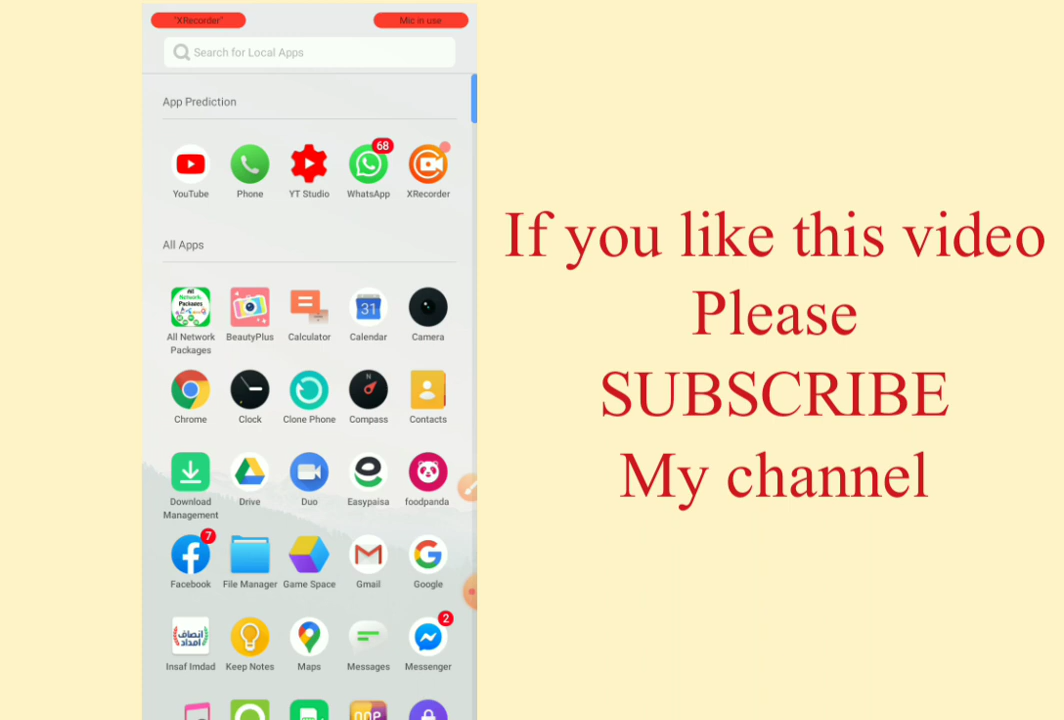 "XRecorder" Mic in use
Search for Local Apps
App Prediction
68
YouTube Phone YT Studio WhatsApp XRecorder
All Apps
All Network Packages
31
All Network BeautyPlus Calculator Calendar Camera
Packages
N
Chrome Clock Clone Phone Compass Contacts
Download Drive Duo Easypaisa foodpanda
Management
7
Facebook File Manager Game Space Gmail Google
2
انصاف
امداد
Insaf Imdad Keep Notes Maps Messages Messenger
If you like this video
Please
SUBSCRIBE
My channel